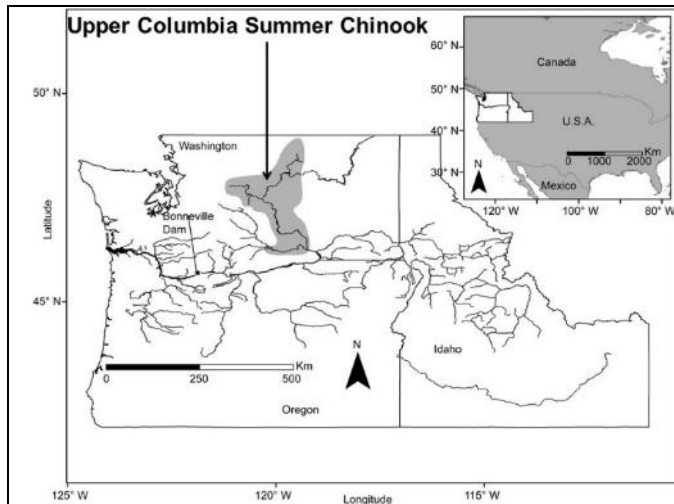 Upper Columbia Summer Chinook
60° N
50° N
40° N
30° N
Canada
U.S.A.
0 1000 2000
Km
N
Mexico
120° W
100° W
80° W
50° N
Latitude
45° N
Washington
Bonneville
Dam
Idaho
N
Km
0 250 500
Oregon
125° W
120° W
115° W
Longitude